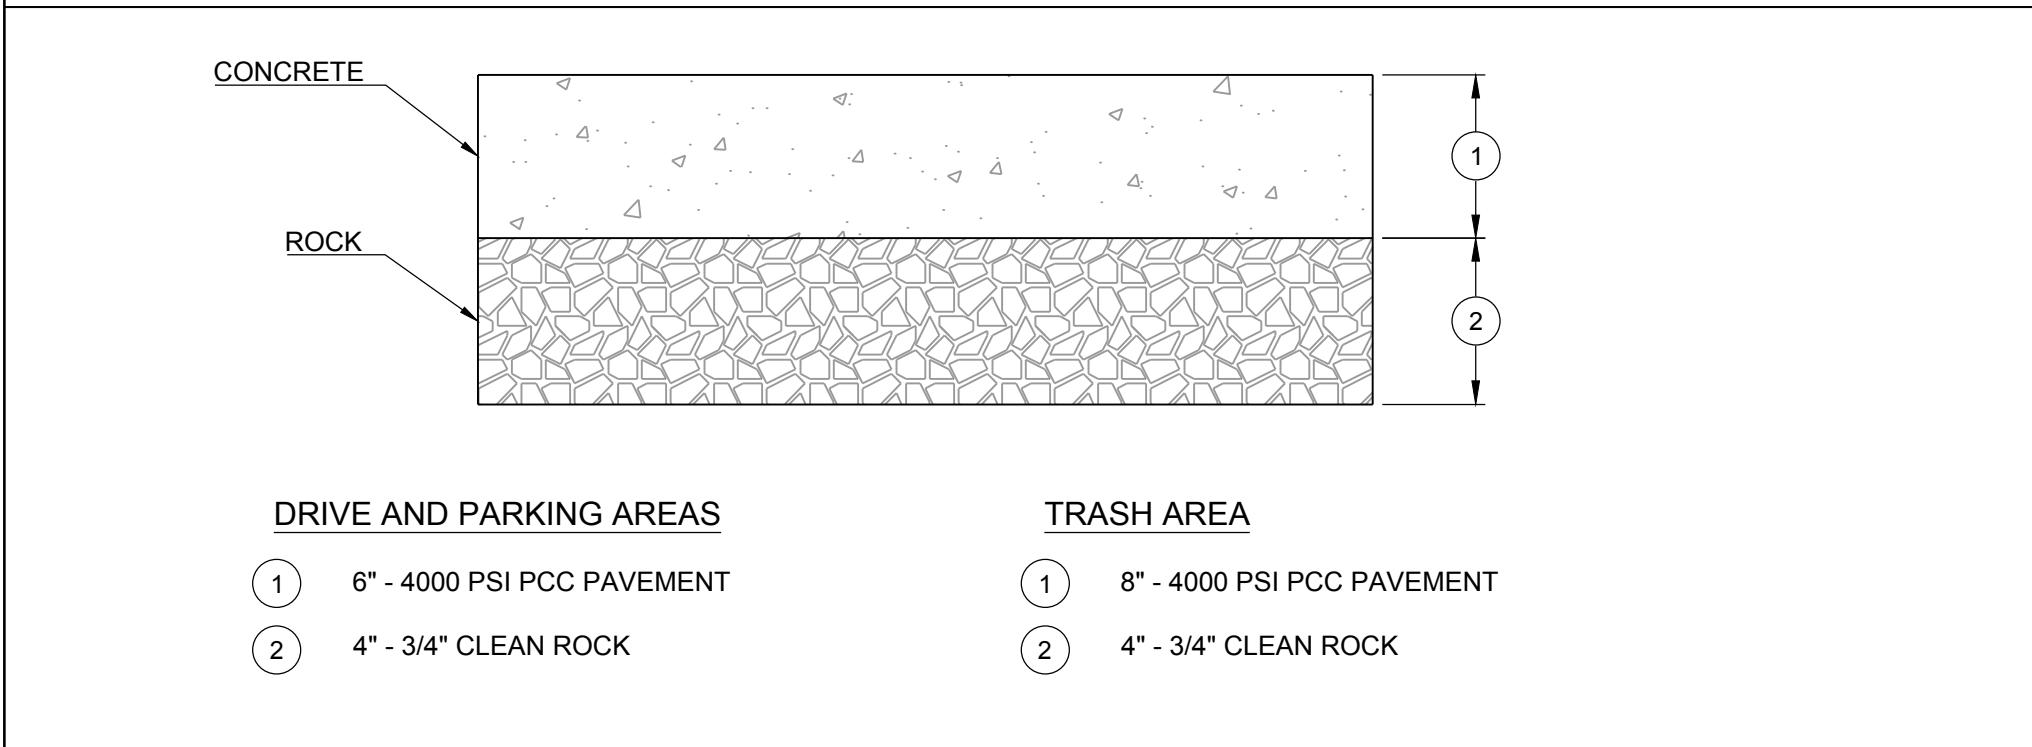 CONCRETE
1
ROCK
2
DRIVE AND PARKING AREAS
1 6" - 4000 PSI PCC PAVEMENT
2 4" - 3/4" CLEAN ROCK
TRASH AREA
1 8" - 4000 PSI PCC PAVEMENT
2 4" - 3/4" CLEAN ROCK